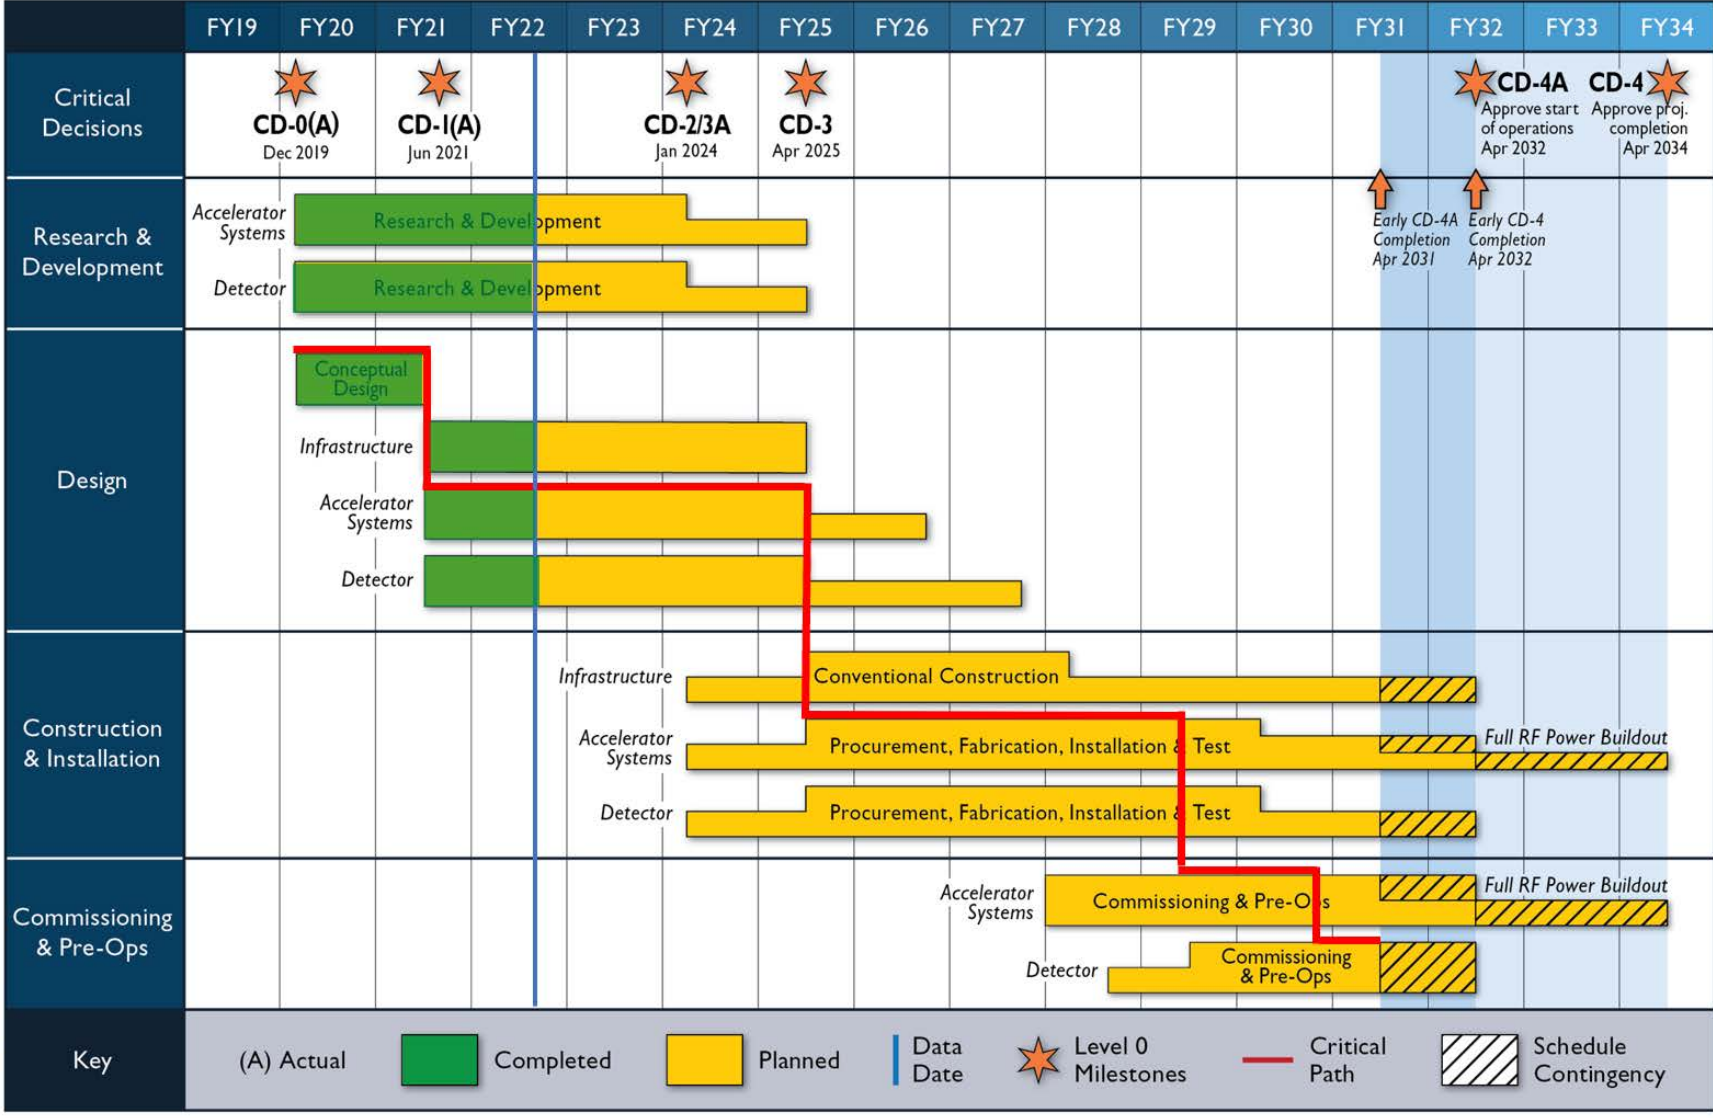 FY19 FY20 FY21 FY22 FY23 FY24 FY25 FY26 FY27 FY28 FY29 FY30 FY31 FY32 FY33 FY34
Critical
Decisions
CD-0(A)
Dec 2019
CD-1(A)
Jun 2021
CD-2/3A
Jan 2024
CD-3
Apr 2025
CD-4A
Approve start
of operations
Apr 2032
CD-4
Approve proj.
completion
Apr 2034
Research &
Development
Accelerator
Systems
Research & Development
Detector
Research & Development
Early CD-4A
Completion
Apr 2031
Early CD-4
Completion
Apr 2032
Design
Conceptual
Design
Infrastructure
Accelerator
Systems
Detector
Construction
& Installation
Infrastructure
Conventional Construction
Accelerator
Systems
Procurement, Fabrication, Installation & Test
Full RF Power Buildout
Detector
Procurement, Fabrication, Installation & Test
Commissioning
& Pre-Ops
Accelerator
Systems
Commissioning & Pre-Ops
Full RF Power Buildout
Detector
Commissioning
& Pre-Ops
Key
(A) Actual
Completed
Planned
Data
Date
Level 0
Milestones
Critical
Path
Schedule
Contingency